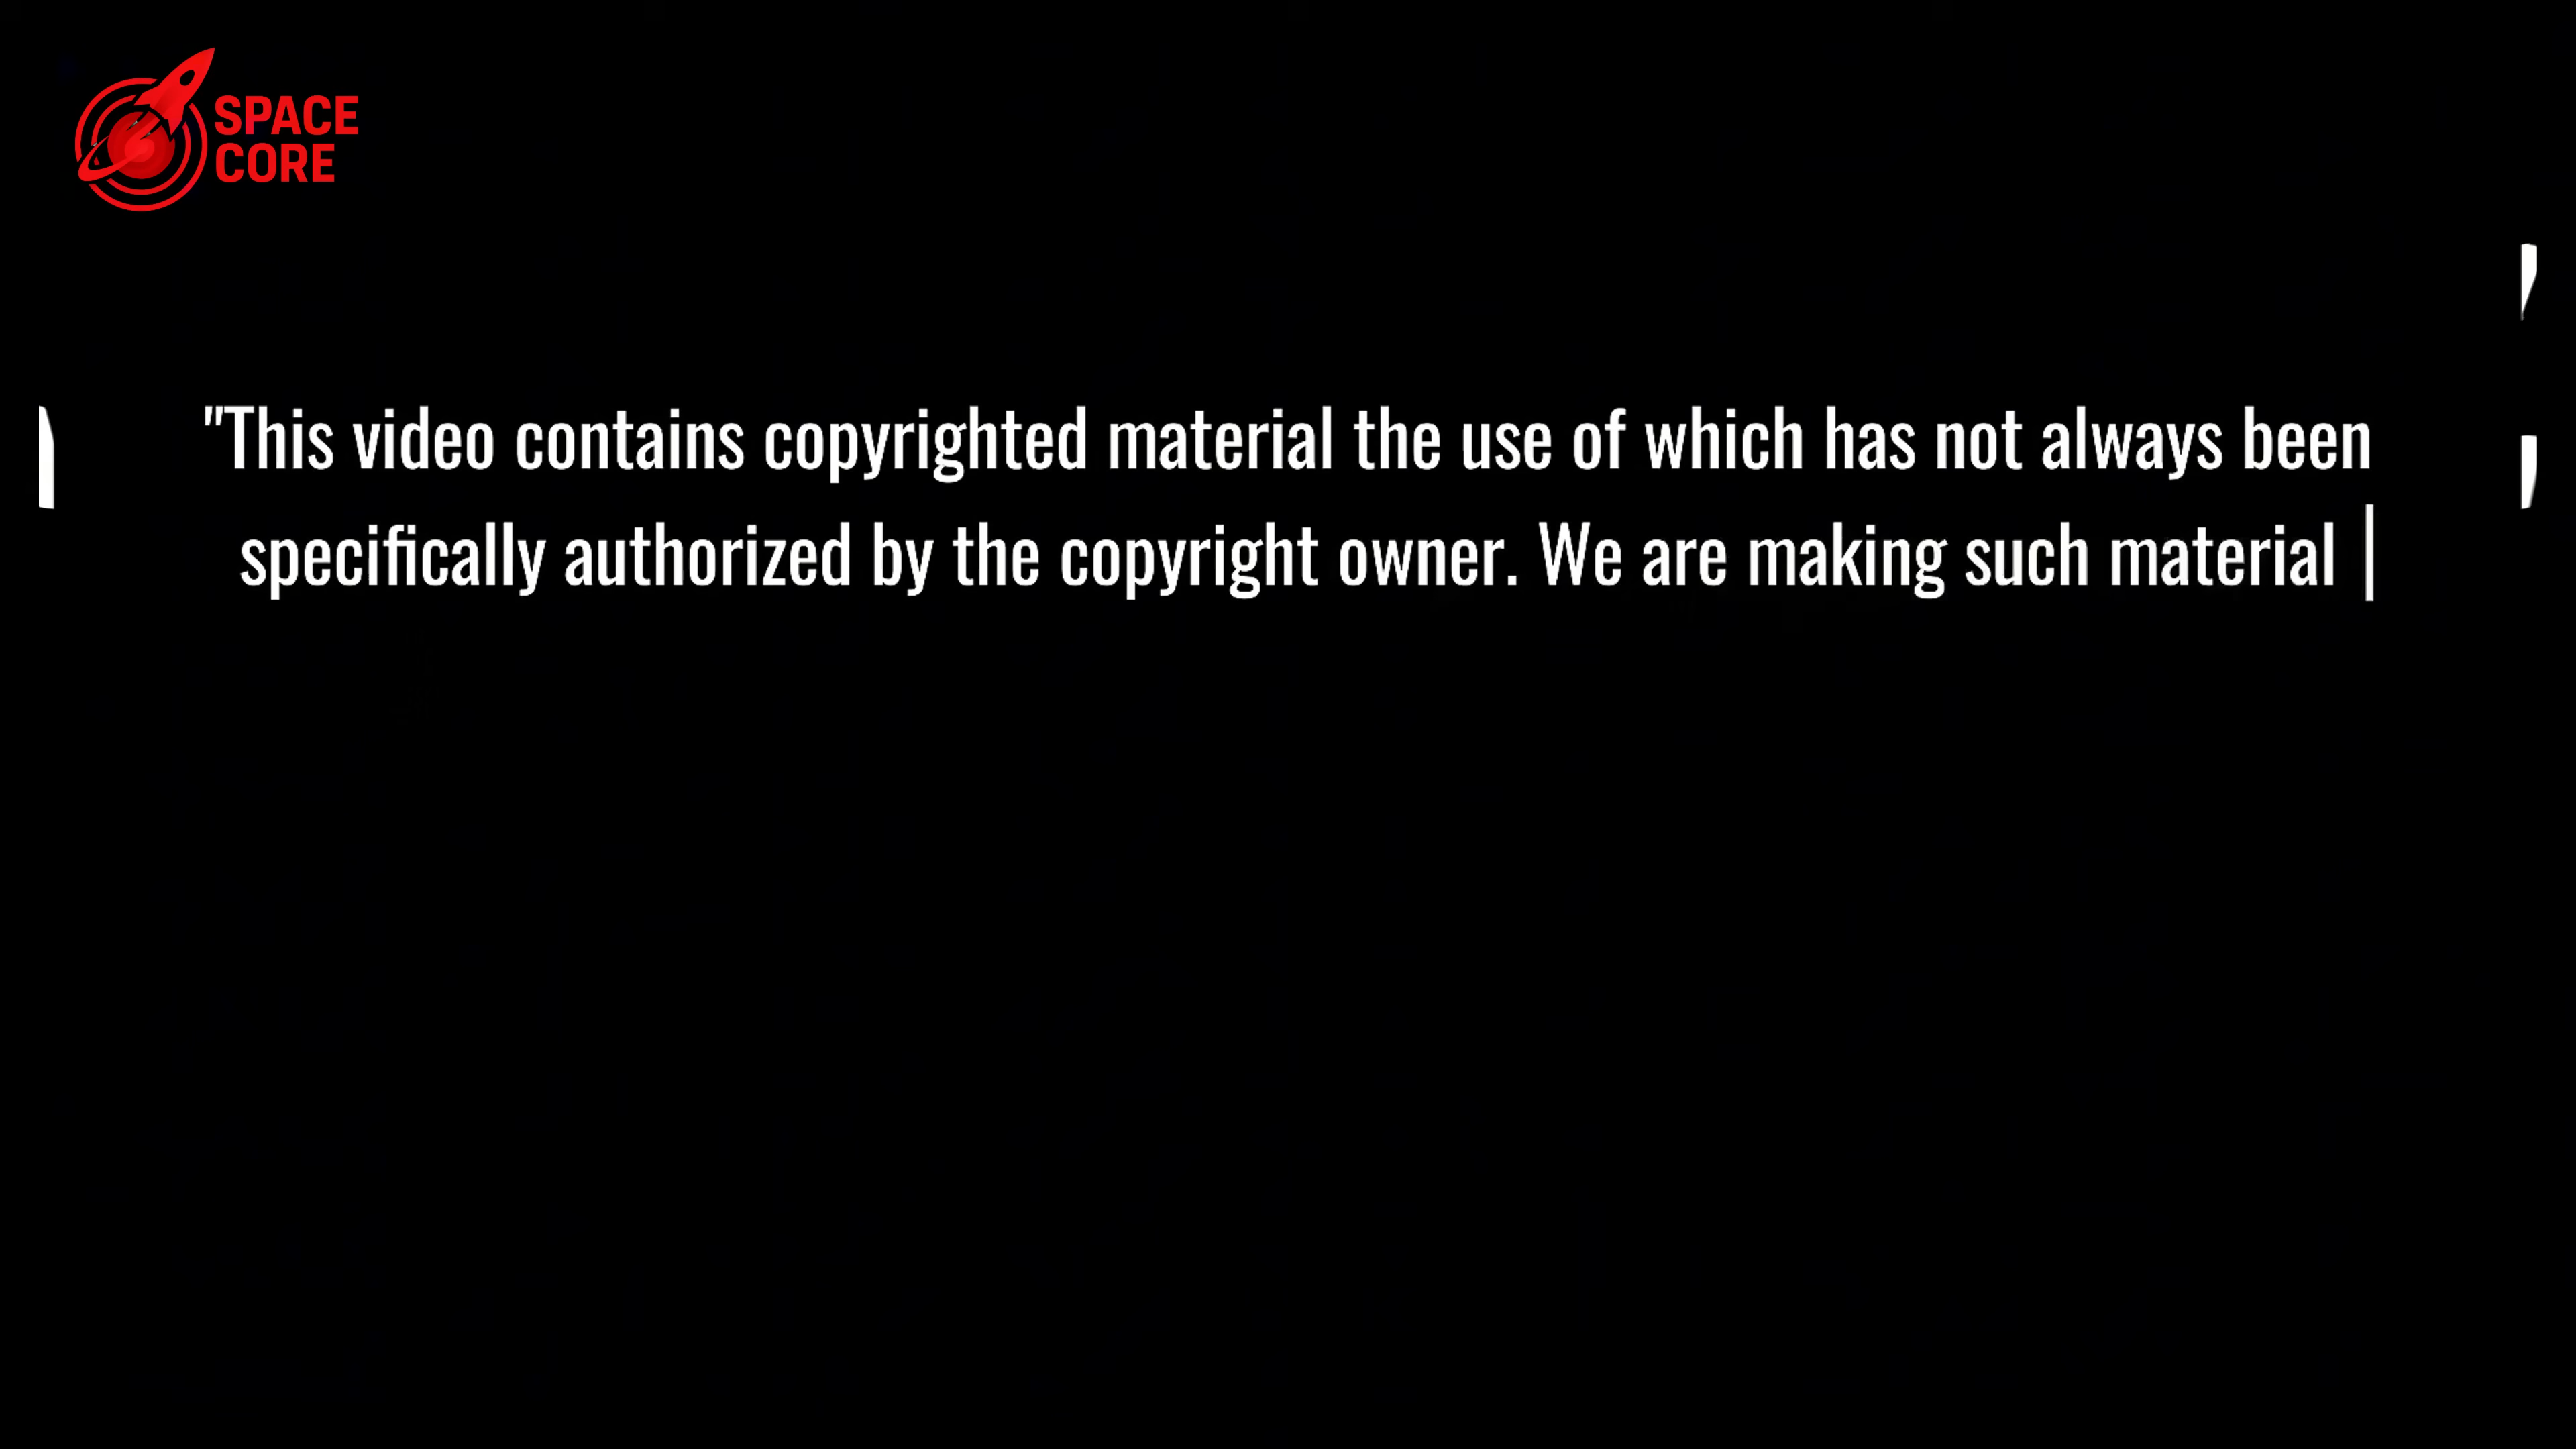 SPACE
CORE
"This video contains copyrighted material the use of which has not always been
specifically authorized by the copyright owner. We are making such material